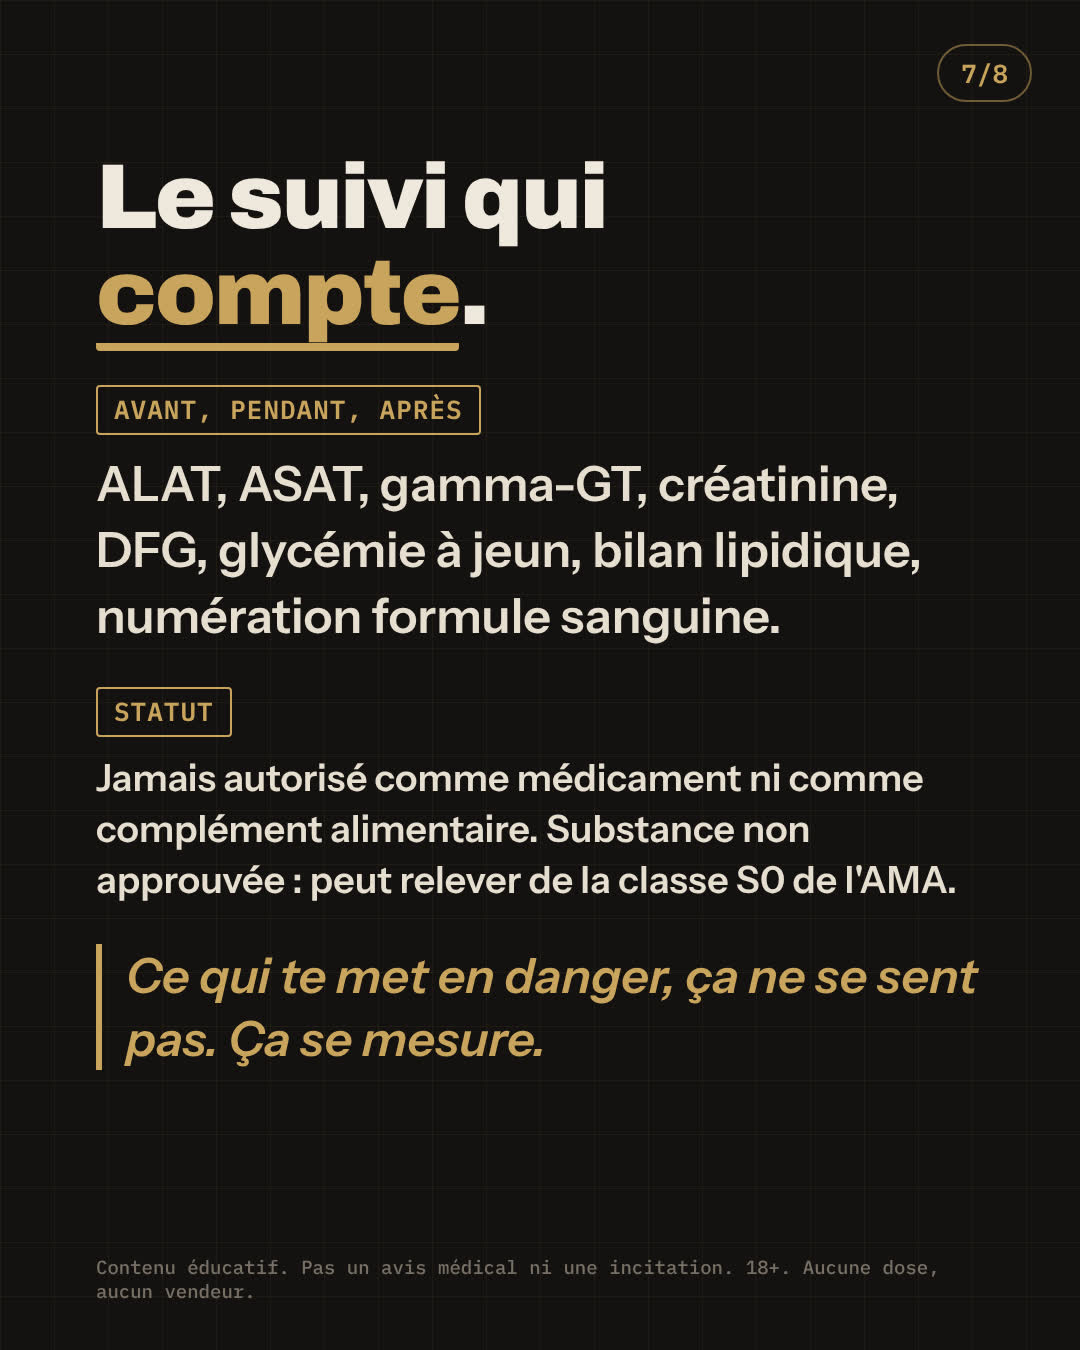 7/8
Le suivi qui
compte.
AVANT, PENDANT, APRÈS
ALAT, ASAT, gamma-GT, créatinine,
DFG, glycémie à jeun, bilan lipidique,
numération formule sanguine.
STATUT
Jamais autorisé comme médicament ni comme
complément alimentaire. Substance non
approuvée : peut relever de la classe S0 de l'AMA.
Ce qui te met en danger, ça ne se sent
pas. Ça se mesure.
Contenu éducatif. Pas un avis médical ni une incitation. 18+. Aucune dose,
aucun vendeur.